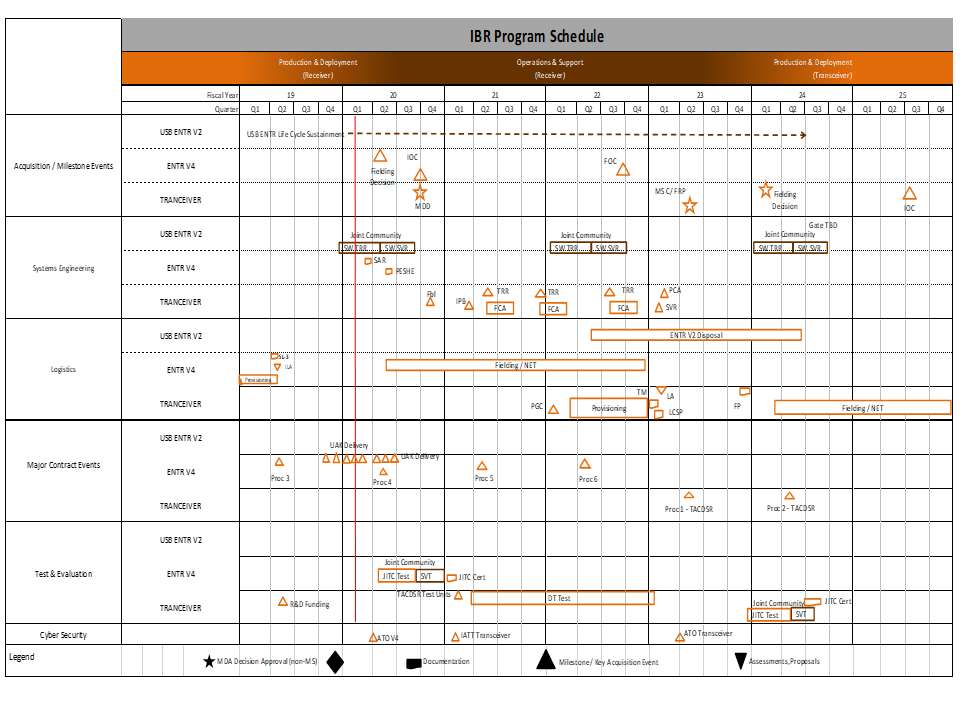 IBR Program Schedule
Production & Deployment
(Receiver)
Operations & Support
(Receiver)
Production & Deployment
(Transceiver)
Fiscal Year 19 20 21 22 23 24 25
Quarter Q1 Q2 Q3 Q4 Q1 Q2 Q3 Q4 Q1 Q2 Q3 Q4 Q1 Q2 Q3 Q4 Q1 Q2 Q3 Q4 Q1 Q2 Q3 Q4 Q1 Q2 Q3 Q4
Acquisition / Milestone Events
USB ENTR V2
USB ENTR Life Cycle Sustainment
ENTR V4
Fielding
Decision
IOC
FOC
TRANCEIVER
MDD
MS C/ FRP
Fielding
Decision
IOC
Systems Engineering
USB ENTR V2
Joint Community
SW TRR SW SVR
Joint Community
SW TRR SW SVR
Gate TBD
Joint Community
SW TRR SW SVR
ENTR V4
SAR
PESHE
TRANCEIVER
Fbl
IPB
TRR
FCA
TRR
FCA
TRR
FCA
PCA
SVR
Logistics
USB ENTR V2
ENTR V2 Disposal
ENTR V4
ILA
Provisioning
Fielding / NET
TRANCEIVER
PGC
Provisioning
TM
LA
LCSP
FP
Fielding / NET
Major Contract Events
USB ENTR V2
UAK Delivery
ENTR V4
UAK Delivery
Proc 3
Proc 4
Proc 5
Proc 6
TRANCEIVER
Proc 1 - TACDSR
Proc 2 - TACDSR
Test & Evaluation
USB ENTR V2
ENTR V4
Joint Community
JITC Test SVT
JITC Cert
TRANCEIVER
R&D Funding
TACDSR Test Units
DT Test
Joint Community
JITC Test SVT
JITC Cert
Cyber Security
ATO V4
IATT Transceiver
ATO Transceiver
Legend
MDA Decision Approval (non-MS)
Documentation
Milestone/ Key Acquisition Event
Assessments, Proposals